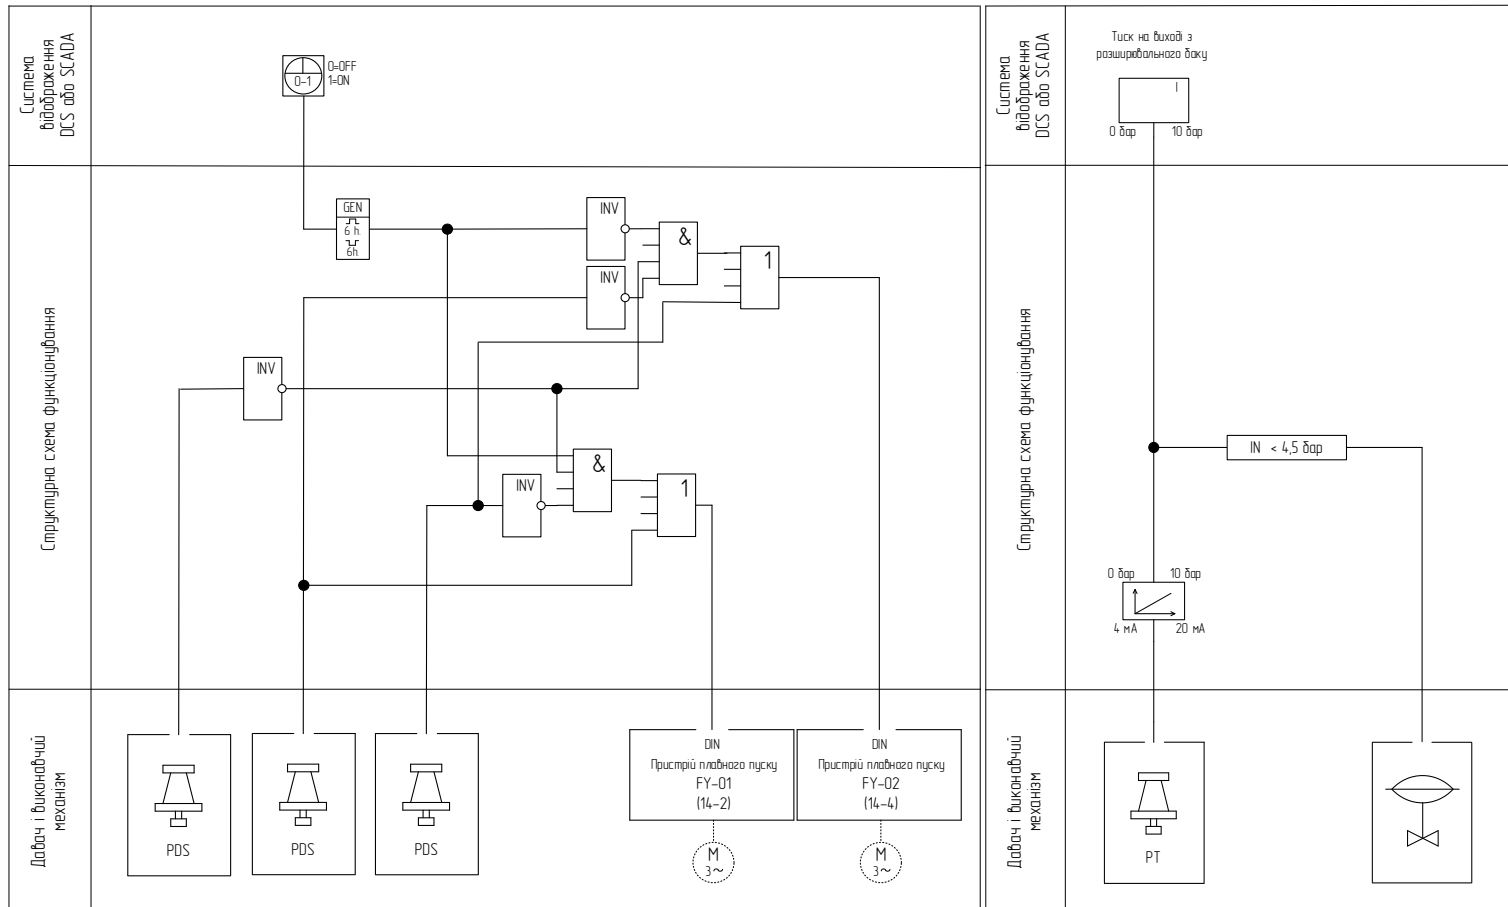 Система
відображення
DCS або SCADA
0-1
0=OFF
1=ON
Структурна схема функціонування
GEN
6 h.
6h.
INV
&
1
INV
INV
&
INV
1
Давач і виконавчий
механізм
PDS
PDS
PDS
DIN
Пристрій плавного пуску
FY-01
(14-2)
M
3~
DIN
Пристрій плавного пуску
FY-02
(14-4)
M
3~
Система
відображення
DCS або SCADA
Тиск на виході з
розширювального баку
I
0 бар
10 бар
Структурна схема функціонування
IN < 4,5 бар
0 бар
10 бар
4 мА
20 мА
Давач і виконавчий
механізм
PT